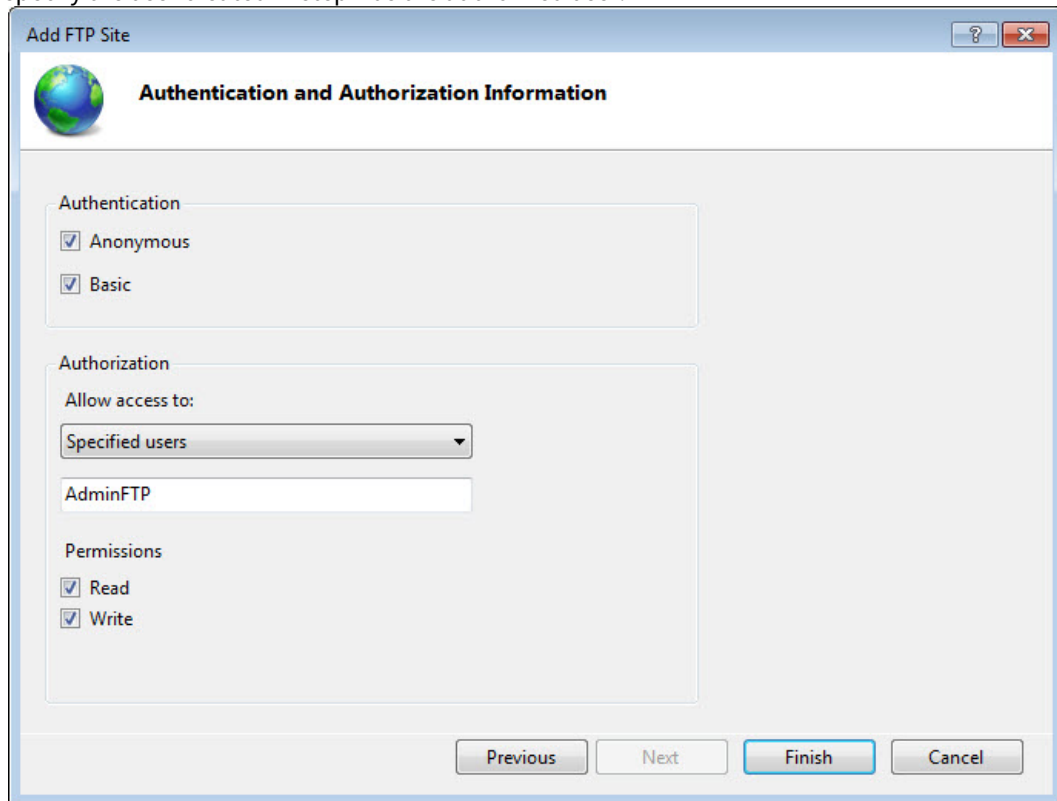 Add FTP Site
Authentication and Authorization Information
Authentication
Anonymous
Basic
Authorization
Allow access to:
Specified users
AdminFTP
Permissions
Read
Write
Previous Next Finish Cancel